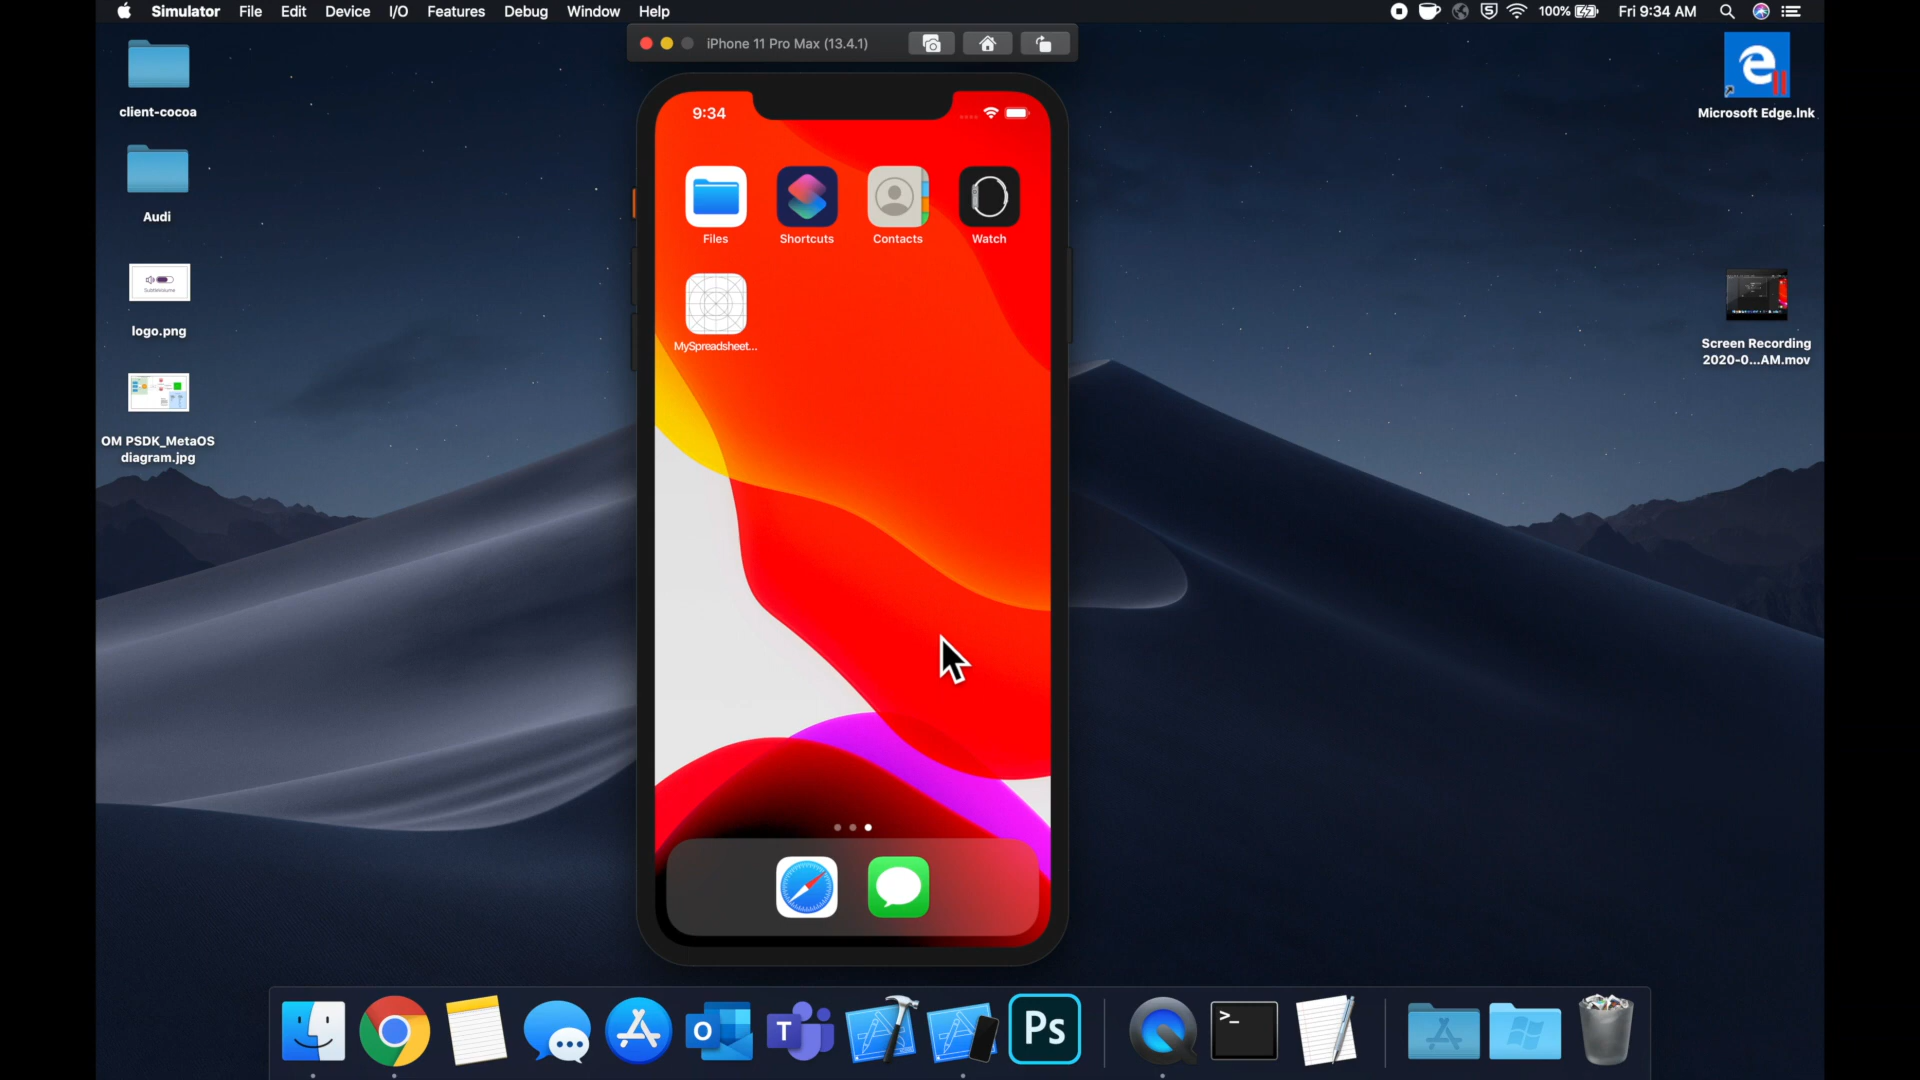 Simulator File Edit Device I/O Features Debug Window Help
100% Fri 9:34 AM
iPhone 11 Pro Max (13.4.1)
client-cocoa
Audi
SubtleVolume
logo.png
OM PSDK_MetaOS
diagram.jpg
9:34
Files
Shortcuts
Contacts
Watch
MySpreadsheet...
Microsoft Edge.lnk
Screen Recording
2020-0...AM.mov
O
T
Ps
>_